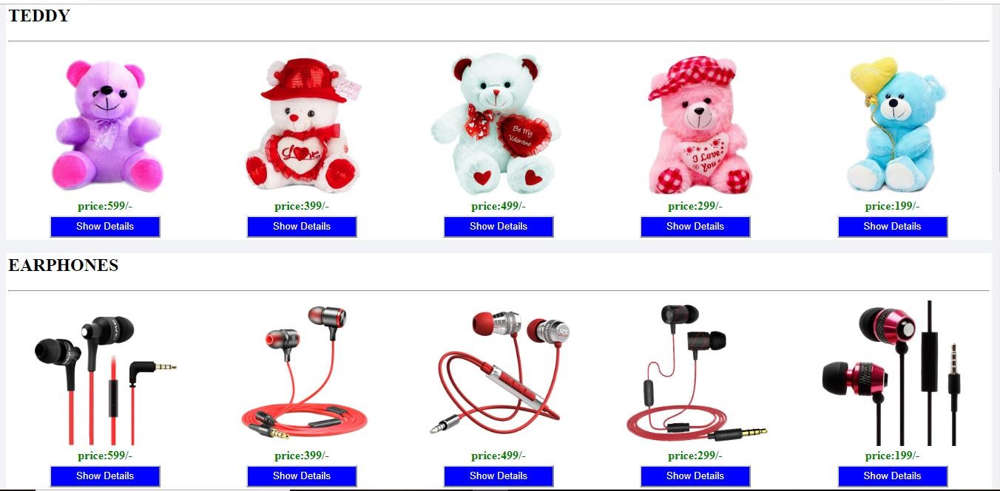 TEDDY
Love
Be My
Valentine
I Love
You
price:599/-
price:399/-
price:499/-
price:299/-
price:199/-
Show Details
Show Details
Show Details
Show Details
Show Details
EARPHONES
price:599/-
price:399/-
price:499/-
price:299/-
price:199/-
Show Details
Show Details
Show Details
Show Details
Show Details